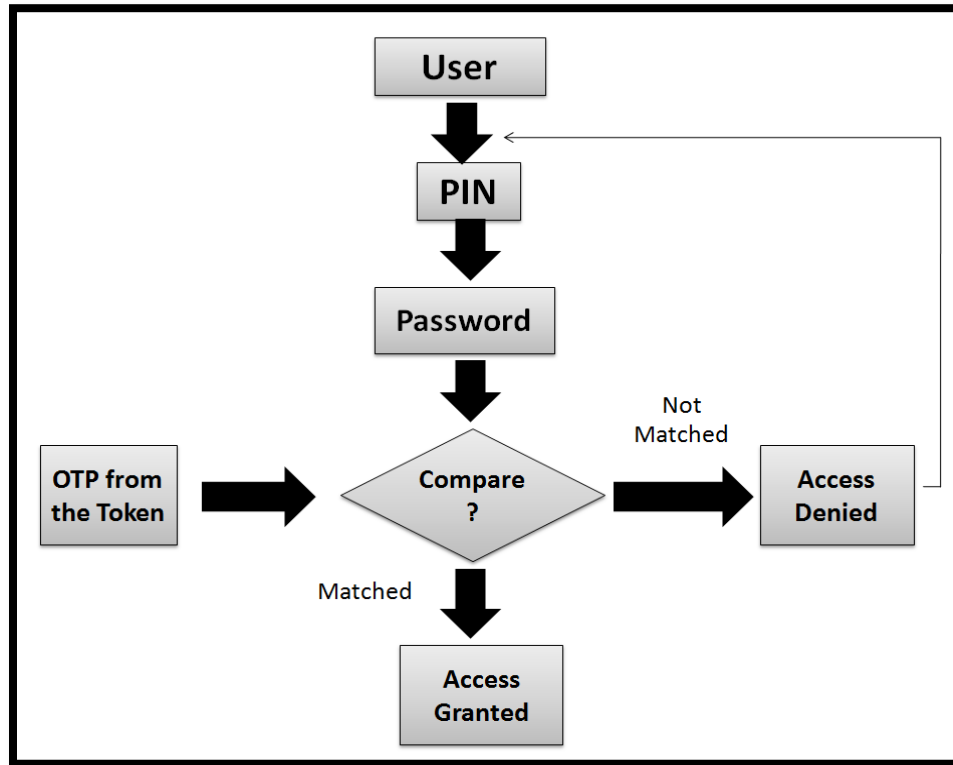 User
PIN
Password
Not
Matched
OTP from
the Token
Compare
?
Access
Denied
Matched
Access
Granted